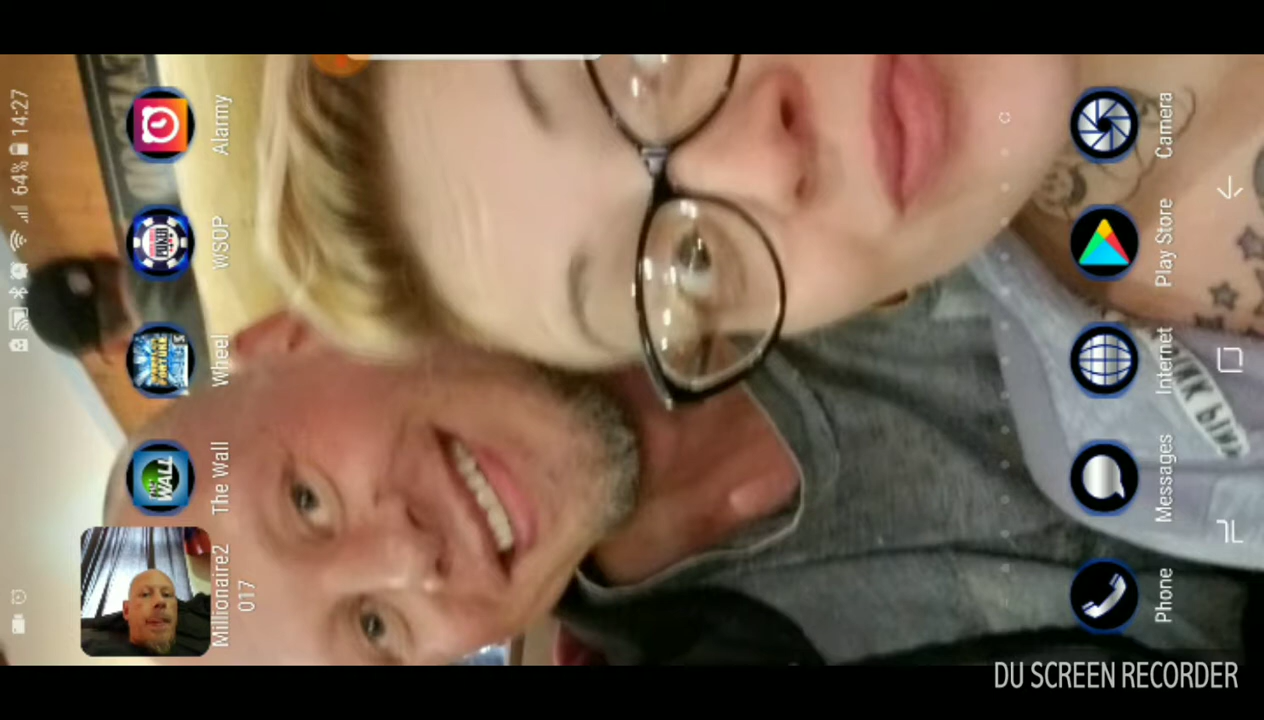 14:27
64%
Alarmy
WSOP
Wheel
The Wall
WALL
Millionaire2
017
Camera
Play Store
Internet
Messages
Phone
DU SCREEN RECORDER